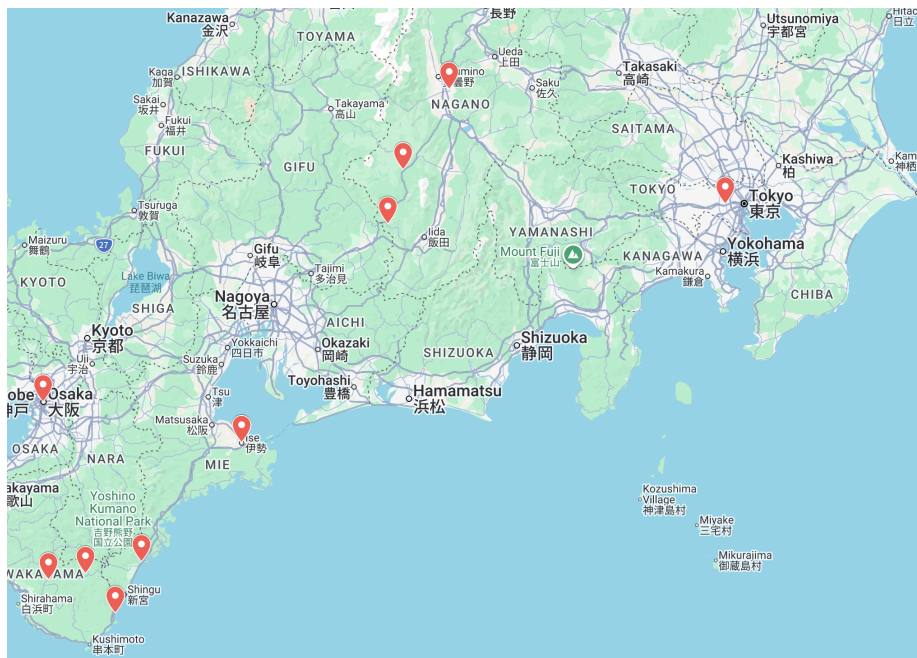 Kanazawa
金沢
TOYAMA
長野
Utsunomiya
宇都宮
日立
Ueda
上田
Takasaki
高崎
Kaga
加賀
ISHIKAWA
Saku
佐久
NAGANO
Sakai
坂井
Takayama
高山
Fukui
福井
SAITAMA
FUKUI
GIFU
Kashiwa
柏
神栖
TOKYO
Tokyo
東京
Tsuruga
敦賀
Iida
飯田
YAMANASHI
Maizuru
舞鶴
27
Gifu
岐阜
Mount Fuji
富士山
KANAGAWA
Yokohama
横浜
Kamakura
鎌倉
Tajimi
多治見
KYOTO
Lake Biwa
琵琶湖
SHIGA
Nagoya
名古屋
CHIBA
AICHI
Kyoto
京都
Yokkaichi
四日市
Okazaki
岡崎
Shizuoka
静岡
SHIZUOKA
Uji
宇治
Suzuka
鈴鹿
Toyohashi
豊橋
Hamamatsu
浜松
Osaka
大阪
Tsu
津
Matsusaka
松阪
伊勢
OSAKA
NARA
MIE
Yoshino
Kumano
National Park
吉野熊野
国立公園
Kozushima
Village
神津島村
Miyake
三宅村
Mikurajima
御蔵島村
WAKAYAMA
Shirahama
白浜町
Shingu
新宮
Kushimoto
串本町